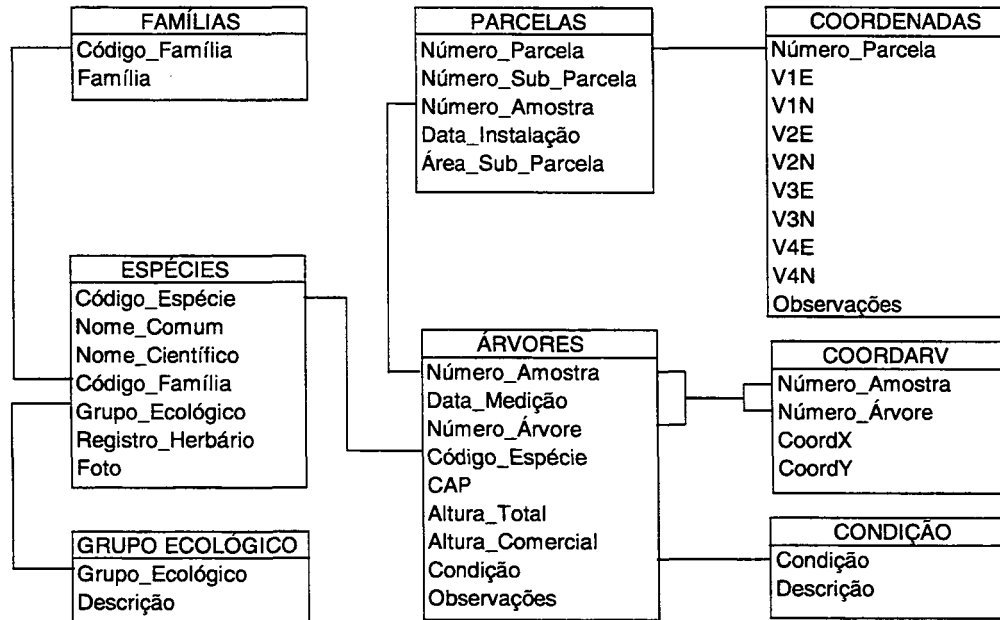 FAMÍLIAS
Código_Família
Família
PARCELAS
Número_Parcela
Número_Sub_Parcela
Número_Amostra
Data_Instalação
Área_Sub_Parcela
COORDENADAS
Número_Parcela
V1E
V1N
V2E
V2N
V3E
V3N
V4E
V4N
Observações
ESPÉCIES
Código_Espécie
Nome_Comum
Nome_Científico
Código_Família
Grupo_Ecológico
Registro_Herbário
Foto
ÁRVORES
Número_Amostra
Data_Medição
Número_Árvore
Código_Espécie
CAP
Altura_Total
Altura_Comercial
Condição
Observações
COORDARV
Número_Amostra
Número_Árvore
CoordX
CoordY
GRUPO ECOLÓGICO
Grupo_Ecológico
Descrição
CONDIÇÃO
Condição
Descrição